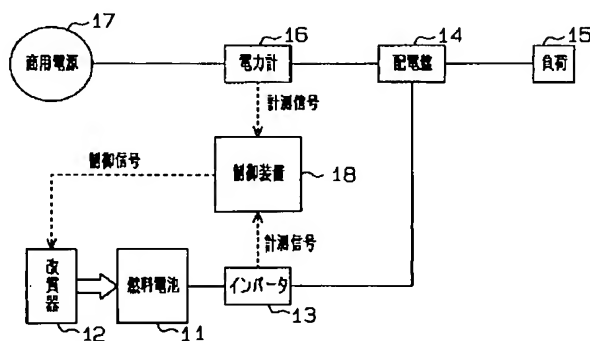 17
商用電源
16
電力計
14
配電盤
15
負荷
計測信号
制御信号
制御装置
18
計測信号
改質器
12
燃料電池
11
インバータ
13